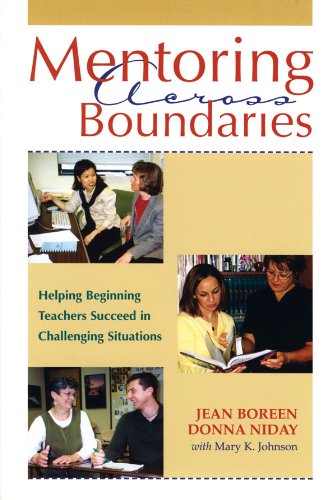 Mentoring
Across
Boundaries
Helping Beginning
Teachers Succeed in
Challenging Situations
JEAN BOREEN
DONNA NIDAY
with Mary K. Johnson